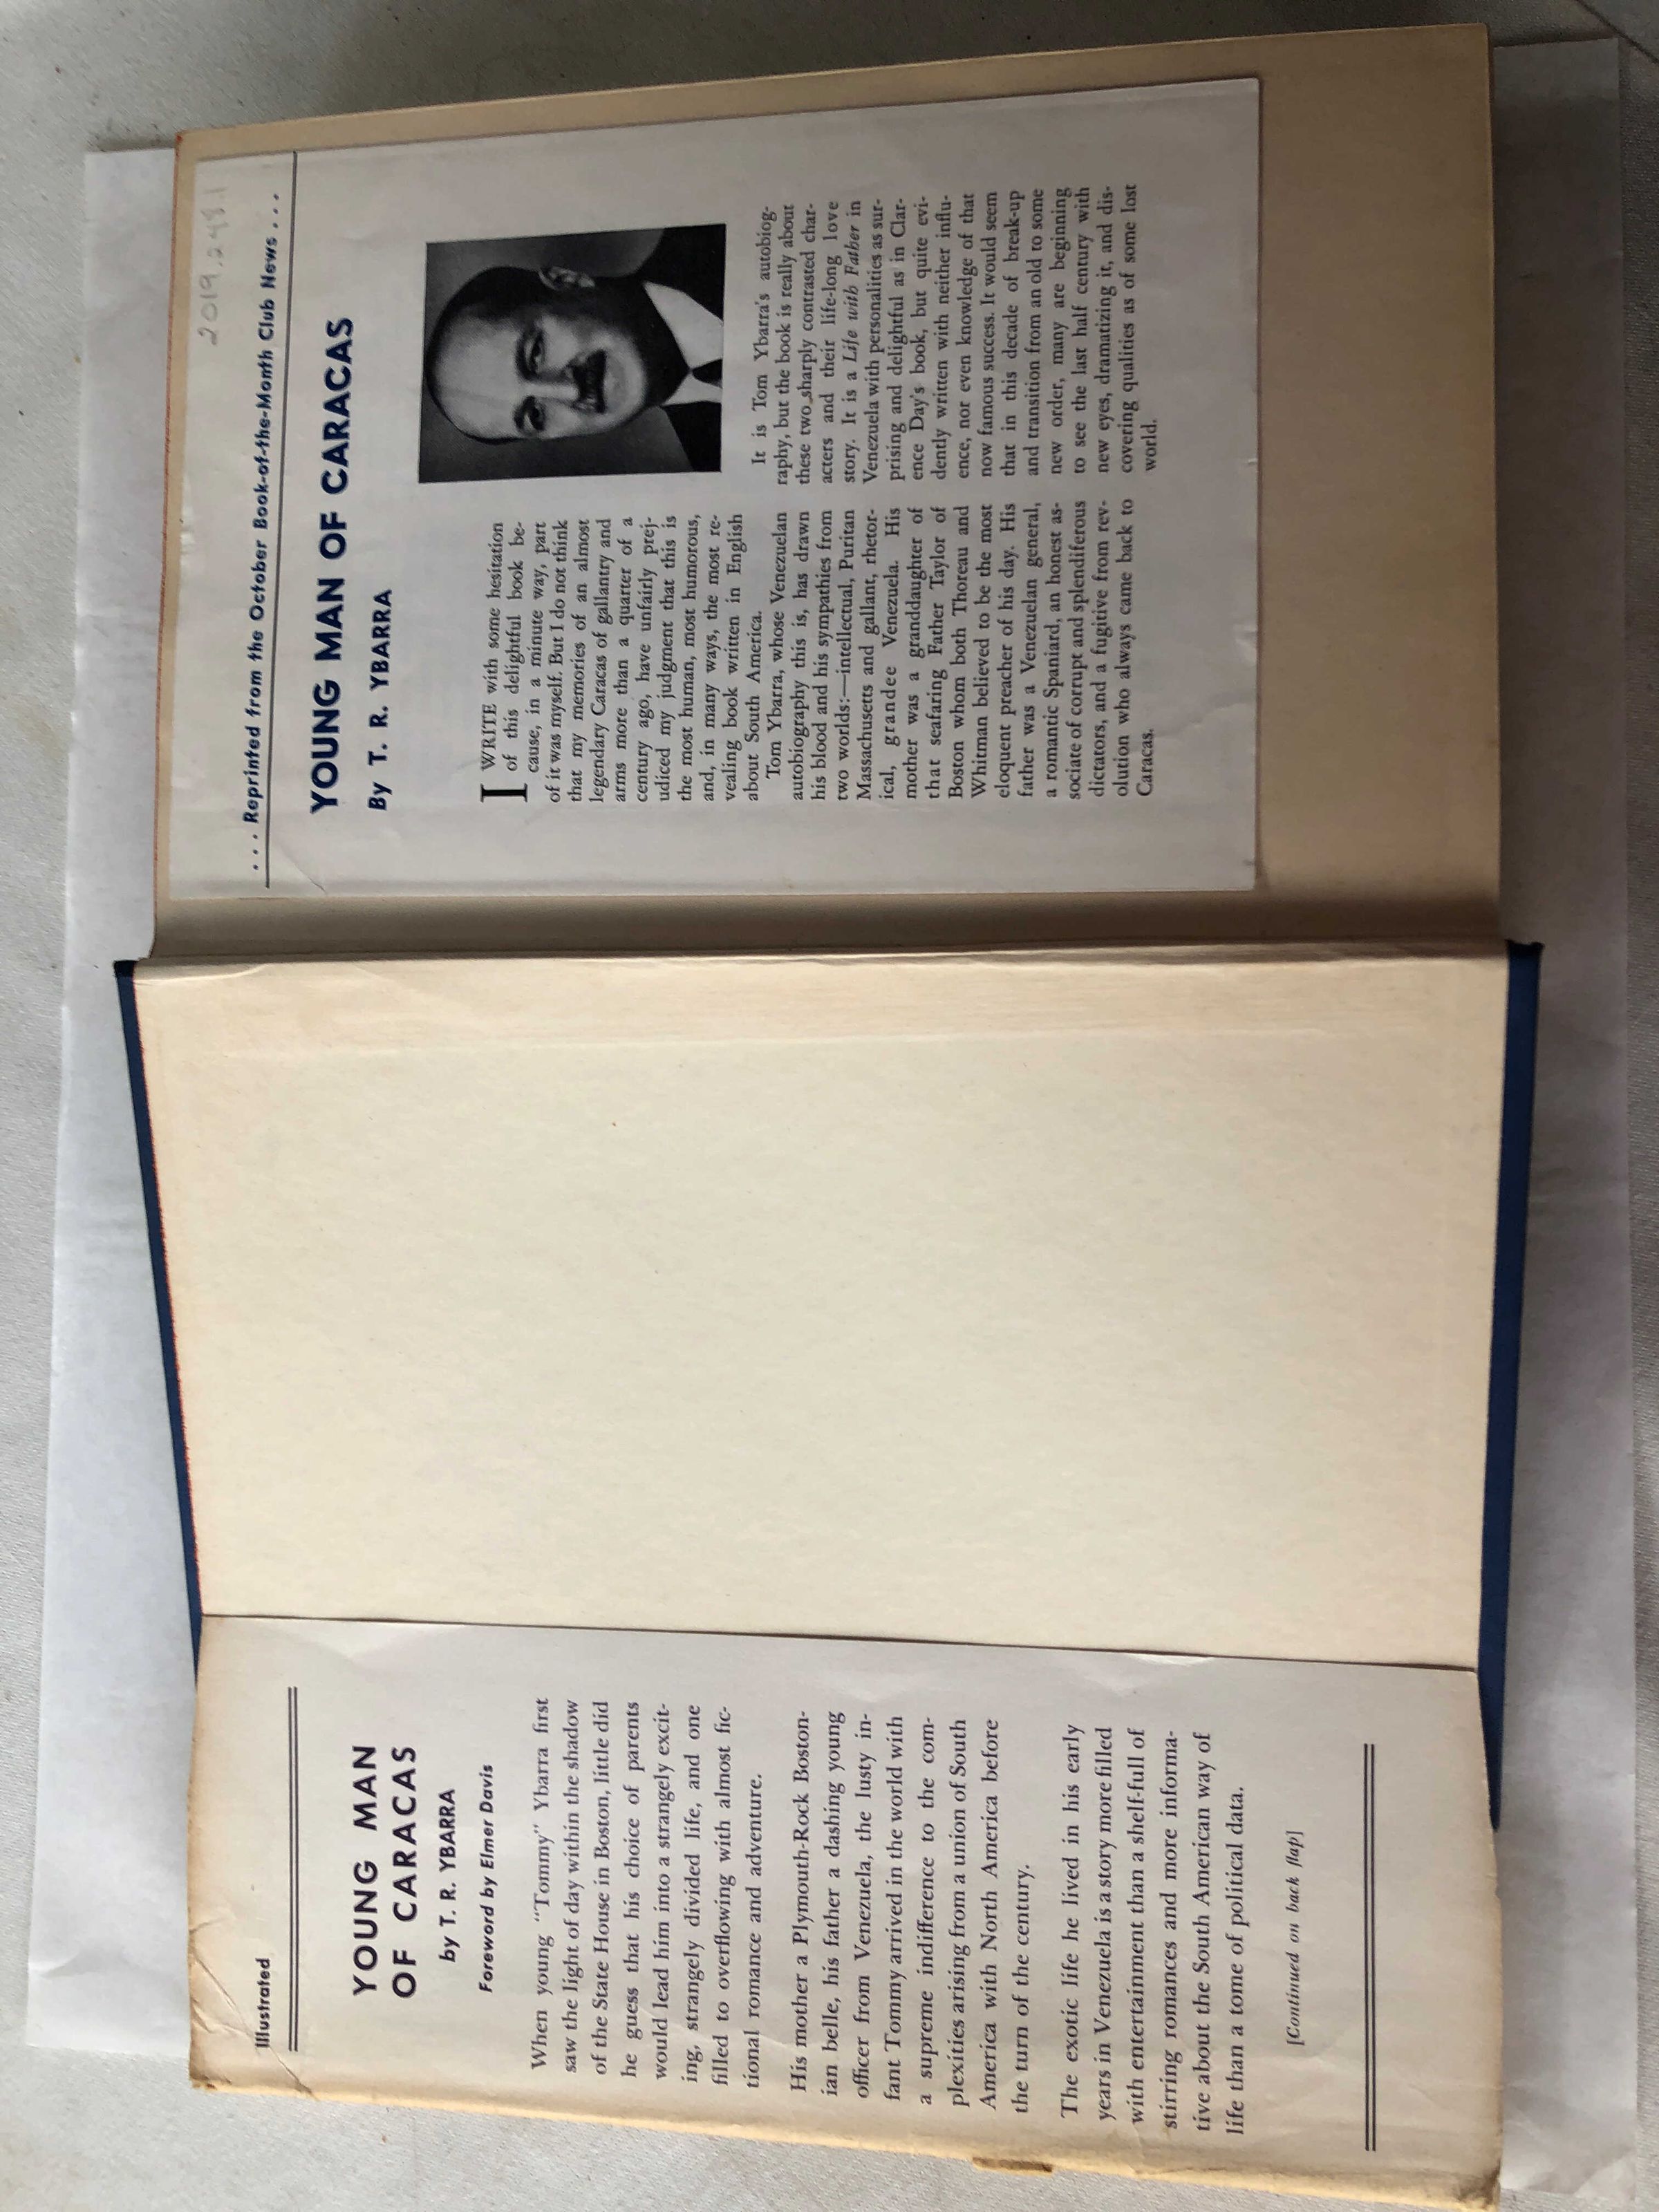 Illustrated
YOUNG MAN
OF CARACAS
by T. R. YBARRA
Foreword by Elmer Davis
When young "Tommy" Ybarra first
saw the light of day within the shadow
of the State House in Boston, little did
he guess that his choice of parents
would lead him into a strangely excit-
ing, strangely divided life, and one
filled to overflowing with almost fic-
tional romance and adventure.
His mother a Plymouth-Rock Boston-
ian belle, his father a dashing young
officer from Venezuela, the lusty in-
fant Tommy arrived in the world with
a supreme indifference to the com-
plexities arising from a union of South
America with North America before
the turn of the century.
The exotic life he lived in his early
years in Venezuela is a story more filled
with entertainment than a shelf-full of
stirring romances and more informa-
tive about the South American way of
life than a tome of political data.
[Continued on back flap]
2019.248.1
. . . Reprinted from the October Book-of-the-Month Club News . . .
YOUNG MAN OF CARACAS
By T. R. YBARRA
I WRITE with some hesitation
of this delightful book be-
cause, in a minute way, part
of it was myself. But I do not think
that my memories of an almost
legendary Caracas of gallantry and
arms more than a quarter of a
century ago, have unfairly prej-
udiced my judgment that this is
the most human, most humorous,
and, in many ways, the most re-
vealing book written in English
about South America.
Tom Ybarra, whose Venezuelan
autobiography this is, has drawn
his blood and his sympathies from
two worlds:—intellectual, Puritan
Massachusetts and gallant, rhetor-
ical, grandee Venezuela. His
mother was a granddaughter of
that seafaring Father Taylor of
Boston whom both Thoreau and
Whitman believed to be the most
eloquent preacher of his day. His
father was a Venezuelan general,
a romantic Spaniard, an honest as-
sociate of corrupt and splendiferous
dictators, and a fugitive from rev-
olution who always came back to
Caracas.
It is Tom Ybarra's autobiog-
raphy, but the book is really about
these two sharply contrasted char-
acters and their life-long love
story. It is a Life with Father in
Venezuela with personalities as sur-
prising and delightful as in Clar-
ence Day's book, but quite evi-
dently written with neither influ-
ence, nor even knowledge of that
now famous success. It would seem
that in this decade of break-up
and transition from an old to some
new order, many are beginning
to see the last half century with
new eyes, dramatizing it, and dis-
covering qualities as of some lost
world.